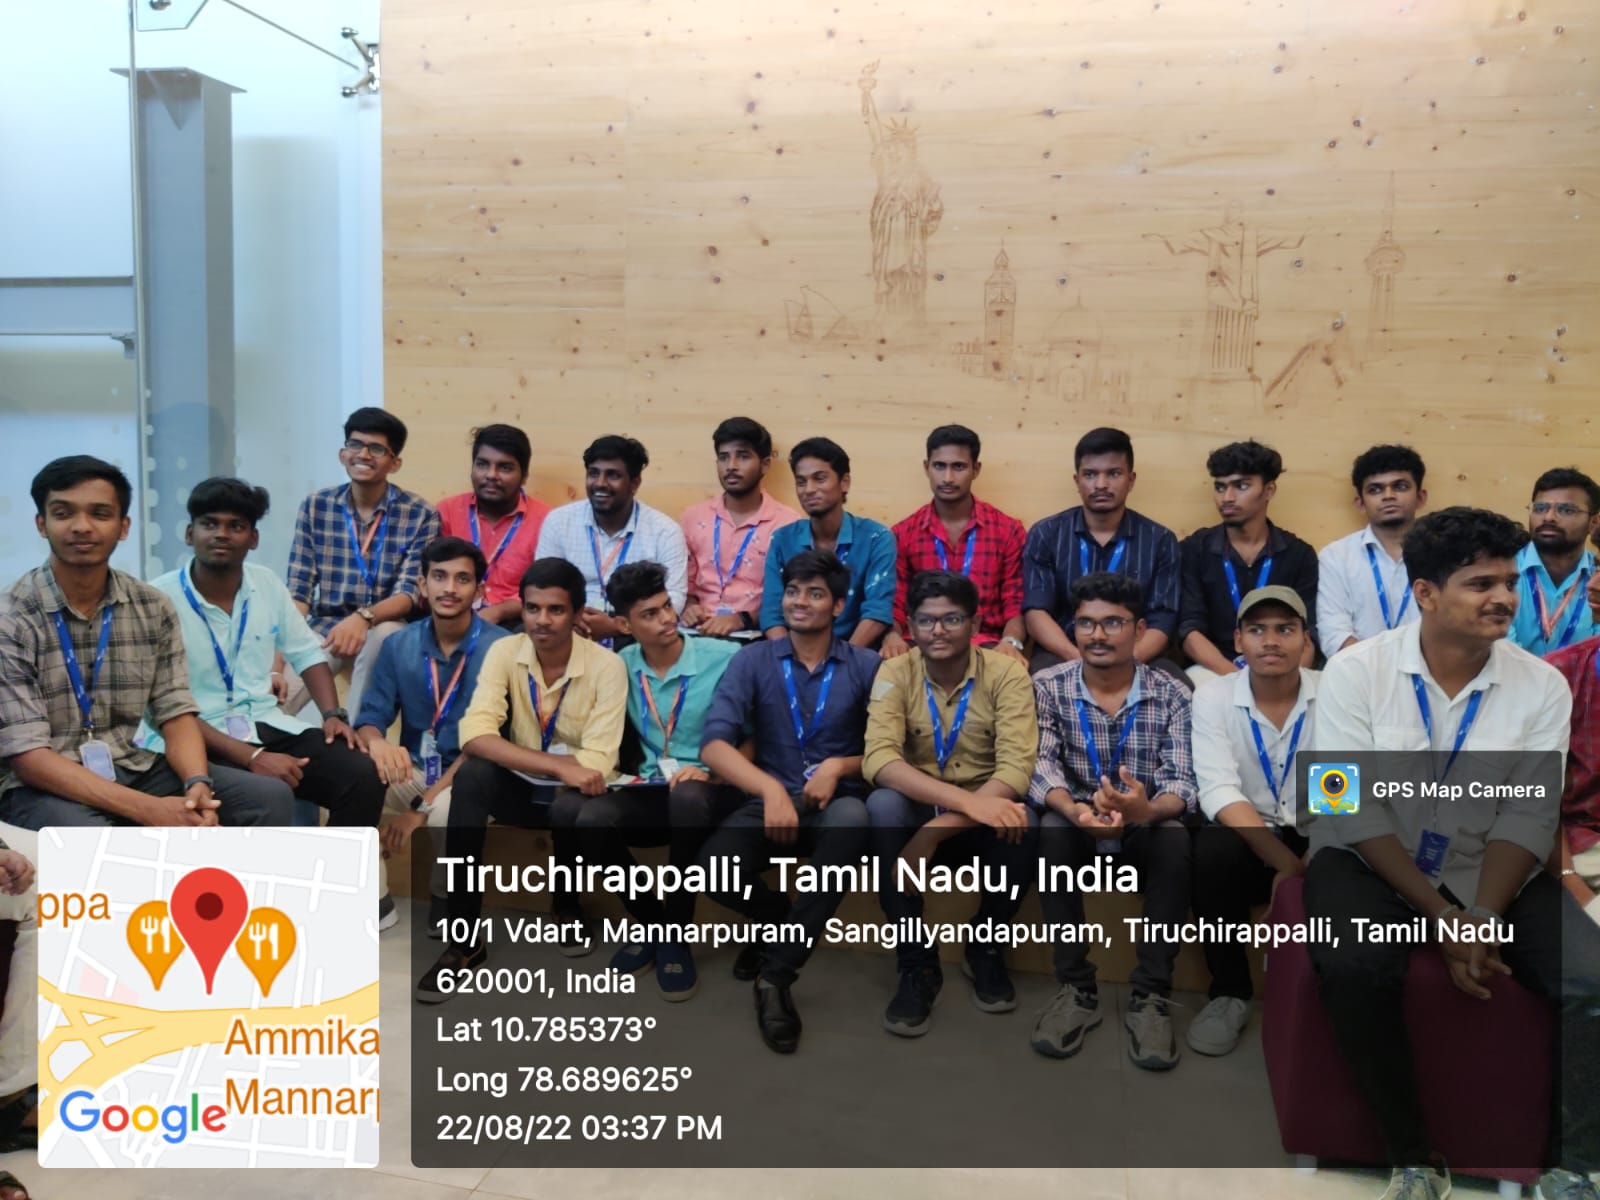 GPS Map Camera
Tiruchirappalli, Tamil Nadu, India
10/1 Vdart, Mannarpuram, Sangillyandapuram, Tiruchirappalli, Tamil Nadu
620001, India
Lat 10.785373°
Long 78.689625°
22/08/22 03:37 PM
ppa
Ammika
Mannar
Google